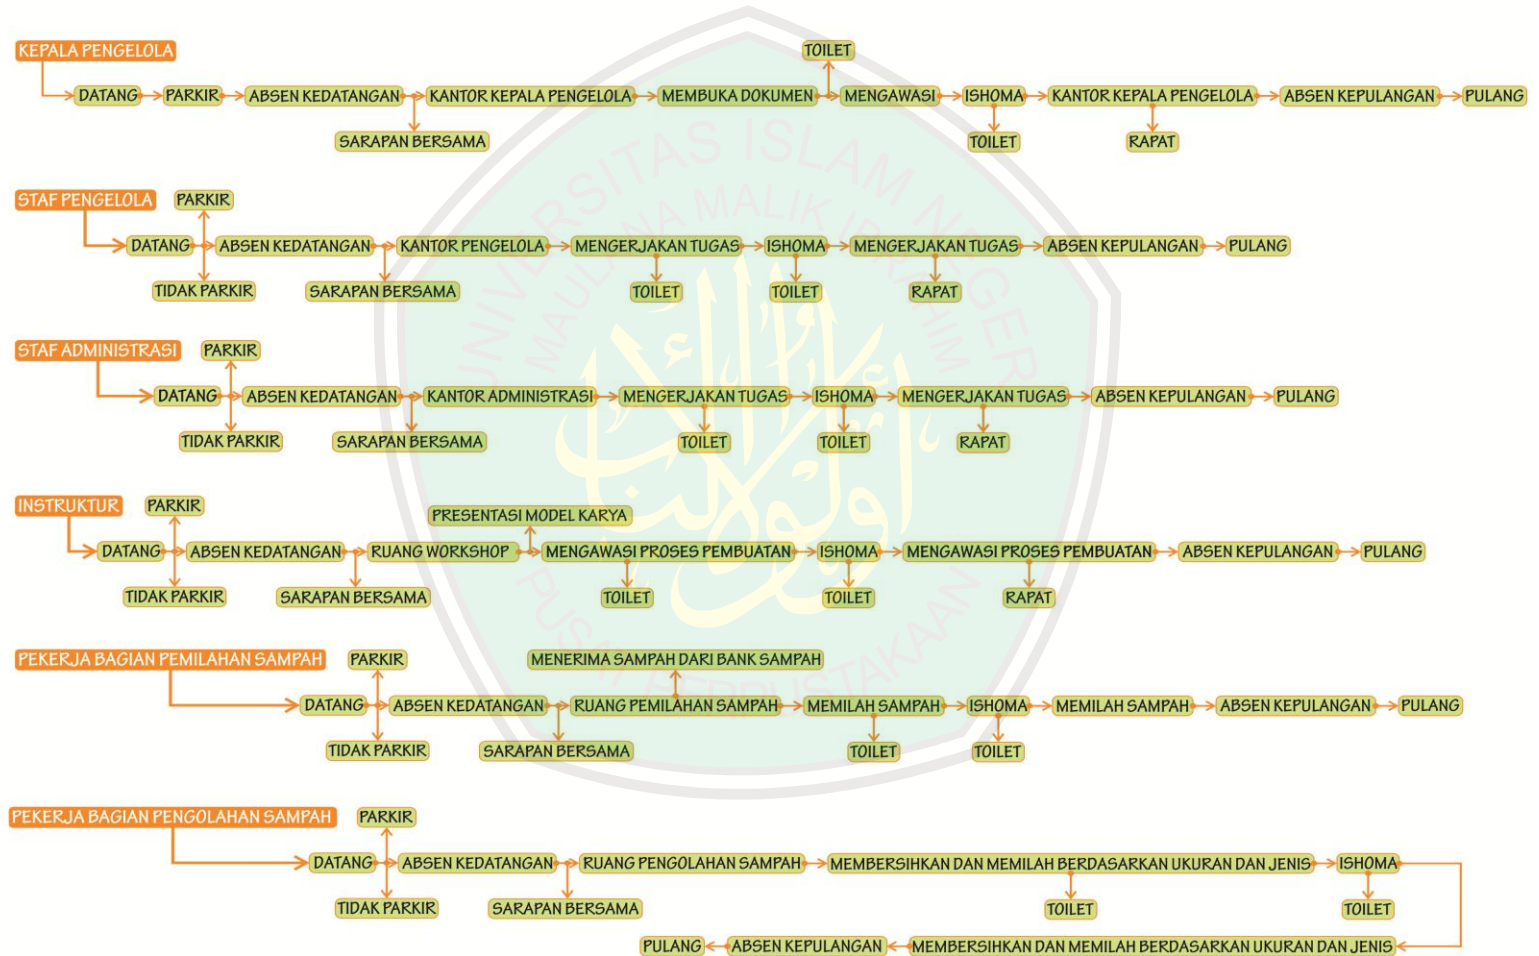 KEPALA PENGELOLA
TOILET
DATANG PARKIR ABSEN KEDATANGAN KANTOR KEPALA PENGELOLA MEMBUKA DOKUMEN MENGAWASI ISHOMA KANTOR KEPALA PENGELOLA ABSEN KEPULANGAN PULANG
SARAPAN BERSAMA TOILET RAPAT
STAF PENGELOLA PARKIR
DATANG ABSEN KEDATANGAN KANTOR PENGELOLA MENGERJAKAN TUGAS ISHOMA MENGERJAKAN TUGAS ABSEN KEPULANGAN PULANG
TIDAK PARKIR SARAPAN BERSAMA TOILET TOILET RAPAT
STAF ADMINISTRASI PARKIR
DATANG ABSEN KEDATANGAN KANTOR ADMINISTRASI MENGERJAKAN TUGAS ISHOMA MENGERJAKAN TUGAS ABSEN KEPULANGAN PULANG
TIDAK PARKIR SARAPAN BERSAMA TOILET TOILET RAPAT
INSTRUKTUR PARKIR
PRESENTASI MODEL KARYA
DATANG ABSEN KEDATANGAN RUANG WORKSHOP MENGAWASI PROSES PEMBUATAN ISHOMA MENGAWASI PROSES PEMBUATAN ABSEN KEPULANGAN PULANG
TIDAK PARKIR SARAPAN BERSAMA TOILET TOILET RAPAT
PEKERJA BAGIAN PEMILAHAN SAMPAH PARKIR MENERIMA SAMPAH DARI BANK SAMPAH
DATANG ABSEN KEDATANGAN RUANG PEMILAHAN SAMPAH MEMILAH SAMPAH ISHOMA MEMILAH SAMPAH ABSEN KEPULANGAN PULANG
TIDAK PARKIR SARAPAN BERSAMA TOILET TOILET
PEKERJA BAGIAN PENGOLAHAN SAMPAH PARKIR
DATANG ABSEN KEDATANGAN RUANG PENGOLAHAN SAMPAH MEMBERSIHKAN DAN MEMILAH BERDASARKAN UKURAN DAN JENIS ISHOMA
TIDAK PARKIR SARAPAN BERSAMA TOILET TOILET
PULANG ABSEN KEPULANGAN MEMBERSIHKAN DAN MEMILAH BERDASARKAN UKURAN DAN JENIS
UNIVERSITAS ISLAM NEGERI
MAULANA MALIK IBRAHIM
PUSAT PERPUSTAKAAN